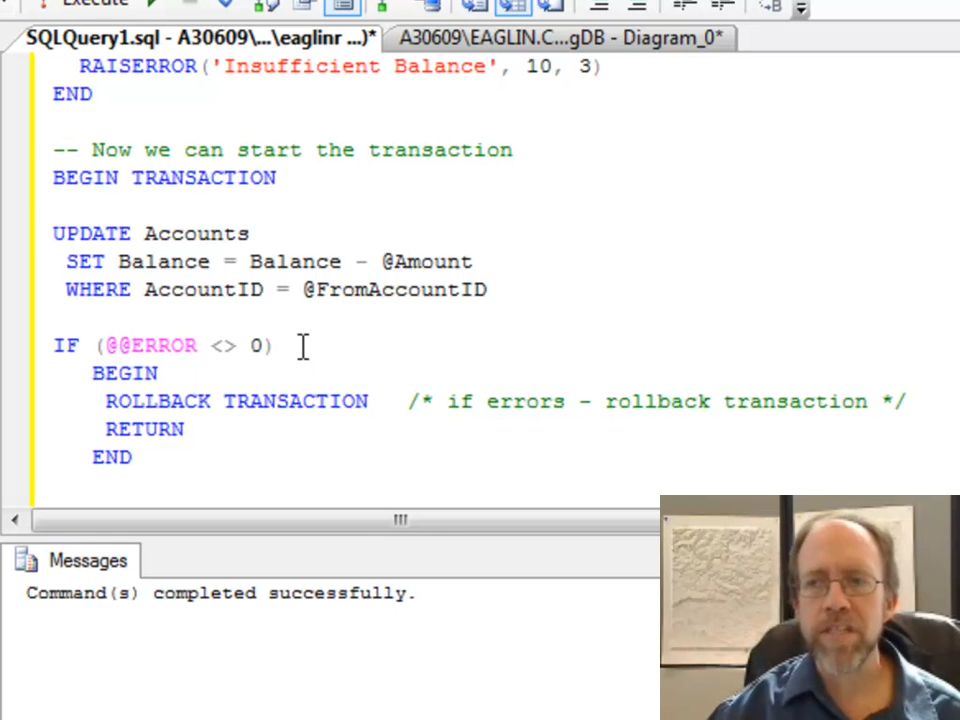 Execute
SQLQuery1.sql - A30609\...\eaglinr ...)* A30609\EAGLIN.C...gDB - Diagram_0*
RAISERROR('Insufficient Balance', 10, 3)
END
-- Now we can start the transaction
BEGIN TRANSACTION
UPDATE Accounts
SET Balance = Balance - @Amount
WHERE AccountID = @FromAccountID
IF (@@ERROR <> 0)
BEGIN
ROLLBACK TRANSACTION /* if errors - rollback transaction */
RETURN
END
Messages
Command(s) completed successfully.